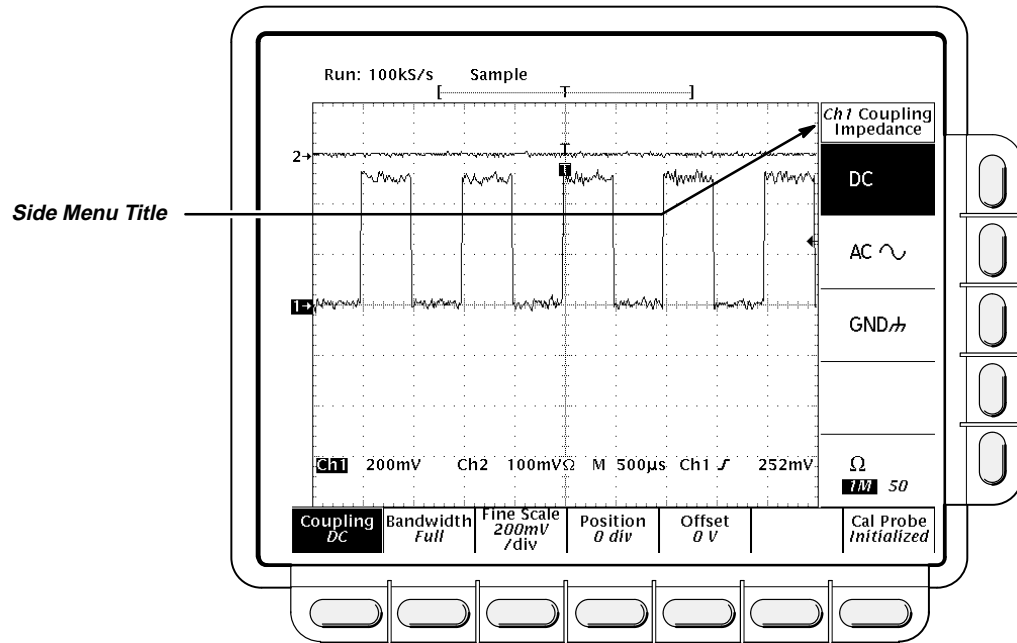 Run: 100kS/s Sample
[ T ]
Ch1 Coupling
Impedance
2→
T
T
DC
Side Menu Title
AC
1→
GND
Ch1 200mV Ch2 100mVΩ M 500µs Ch1 252mV
Ω
1M 50
Coupling
DC
Bandwidth
Full
Fine Scale
200mV
/div
Position
0 div
Offset
0 V
Cal Probe
Initialized